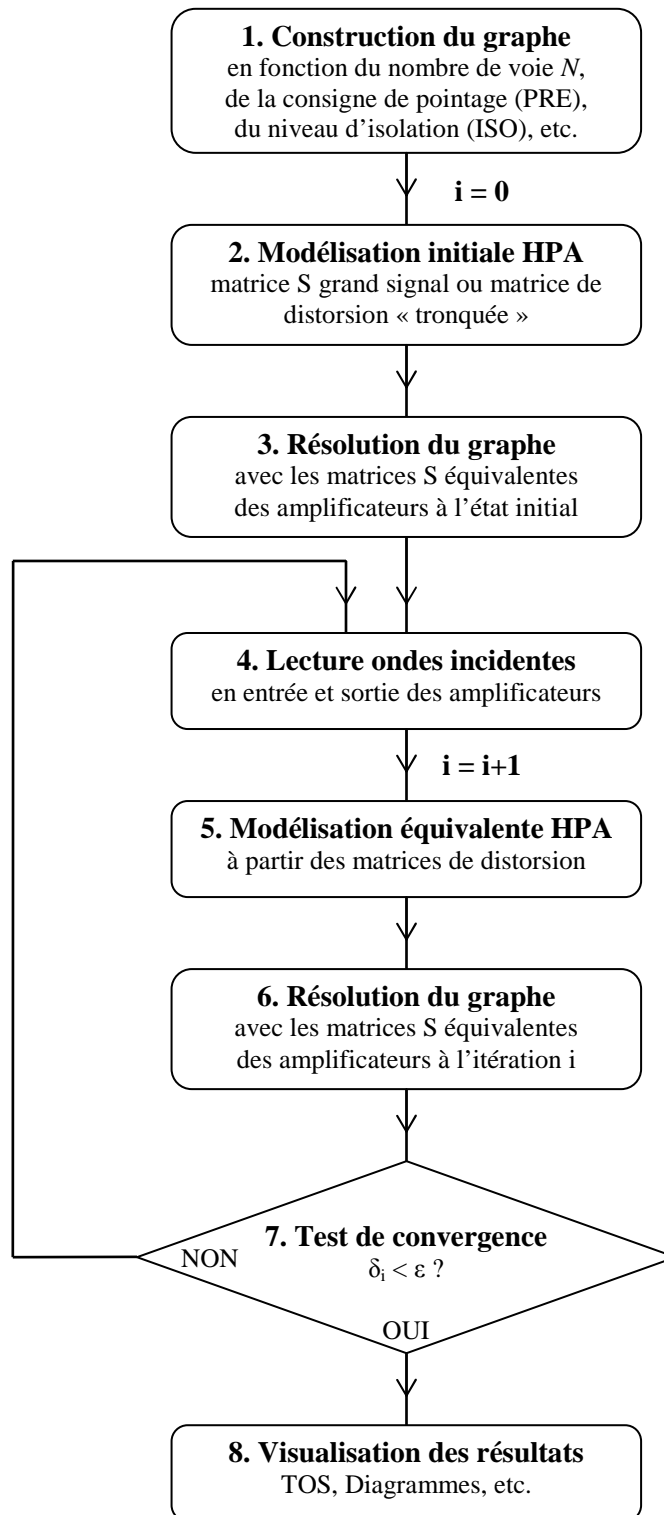 1. Construction du graphe
en fonction du nombre de voie N,
de la consigne de pointage (PRE),
du niveau d'isolation (ISO), etc.
i = 0
2. Modélisation initiale HPA
matrice S grand signal ou matrice de
distorsion « tronquée »
3. Résolution du graphe
avec les matrices S équivalentes
des amplificateurs à l'état initial
4. Lecture ondes incidentes
en entrée et sortie des amplificateurs
i = i+1
5. Modélisation équivalente HPA
à partir des matrices de distorsion
6. Résolution du graphe
avec les matrices S équivalentes
des amplificateurs à l'itération i
7. Test de convergence
NON
δi < ε ?
OUI
8. Visualisation des résultats
TOS, Diagrammes, etc.